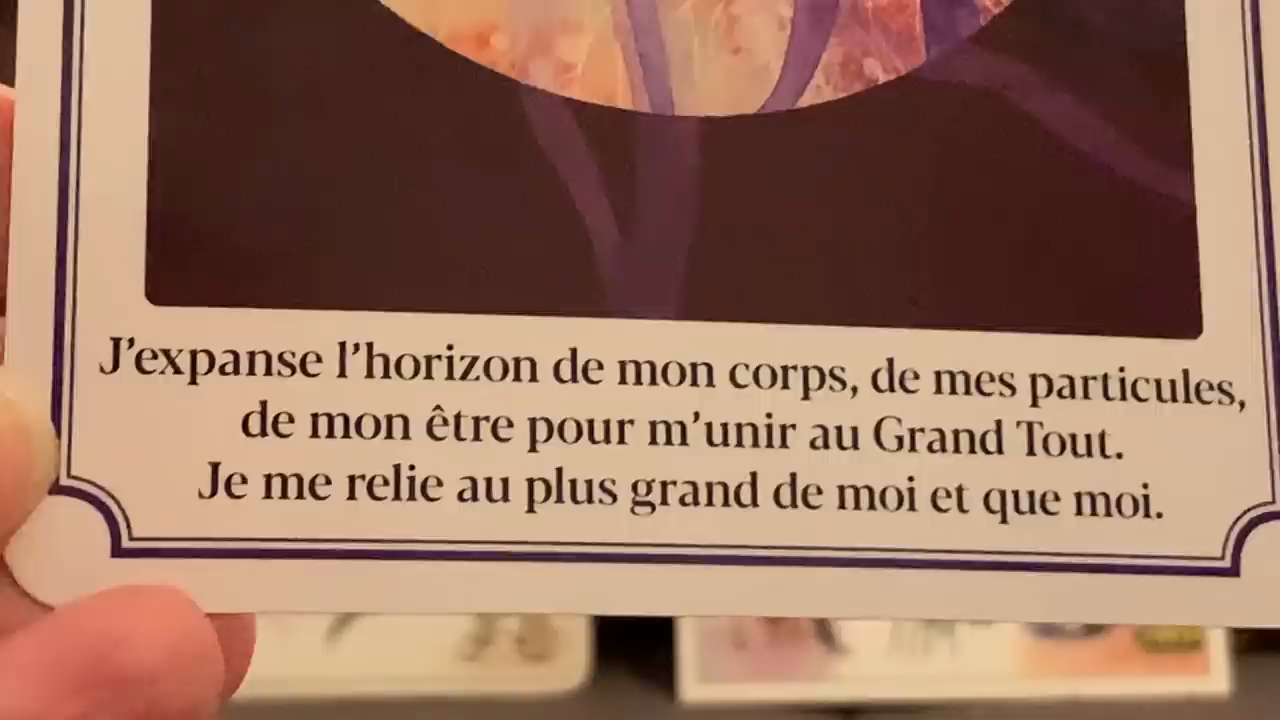 J’expanse l’horizon de mon corps, de mes particules,
de mon être pour m’unir au Grand Tout.
Je me relie au plus grand de moi et que moi.